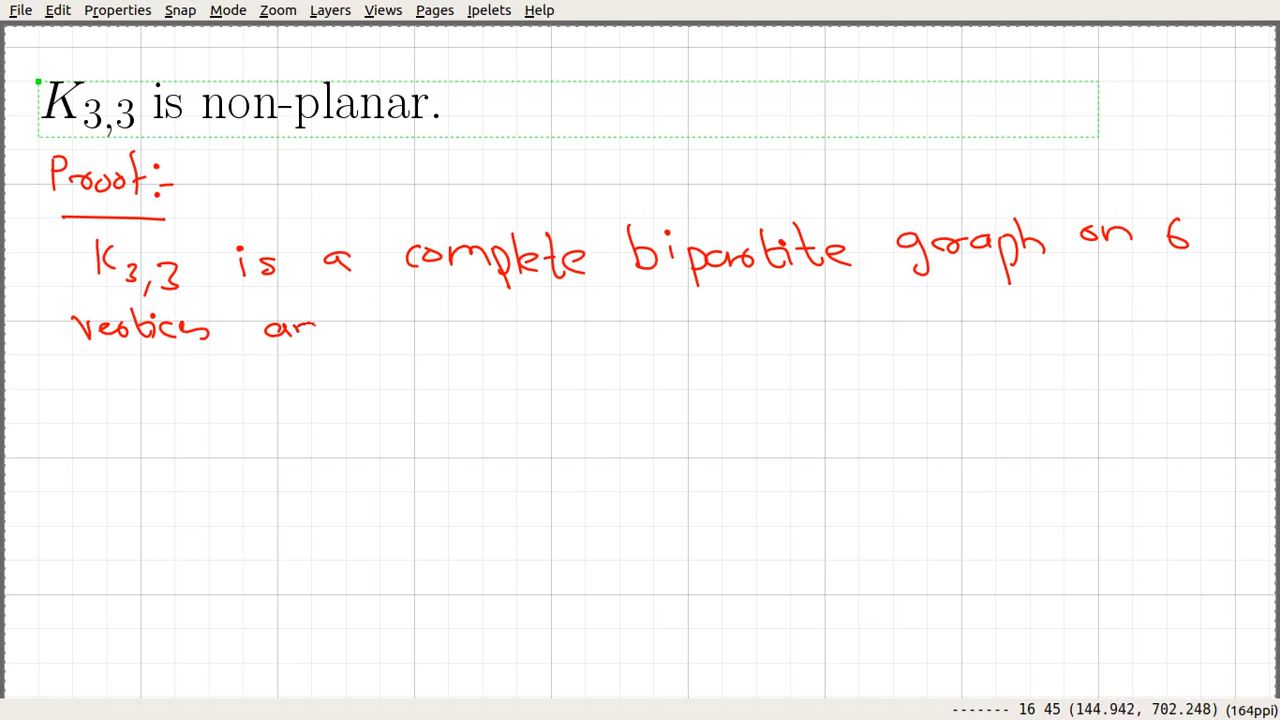 File Edit Properties Snap Mode Zoom Layers Views Pages Ipelets Help
K3,3 is non-planar.
Proof:-
K3,3 is a complete bipartite graph on 6
vertices an
------- 16 45 (144.942, 702.248) (164ppi)